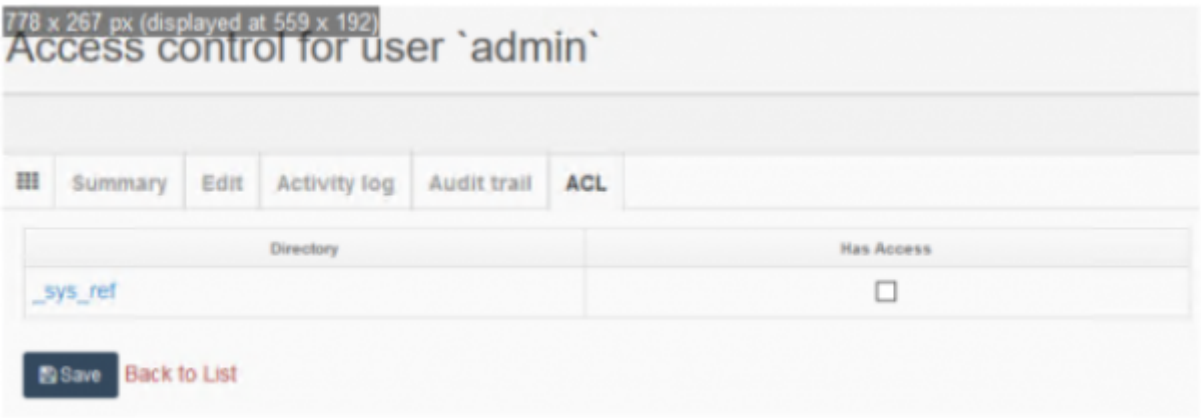 778 x 267 px (displayed at 559 x 192)
Access control for user `admin`
Summary Edit Activity log Audit trail ACL
Directory Has Access
_sys_ref
Save Back to List